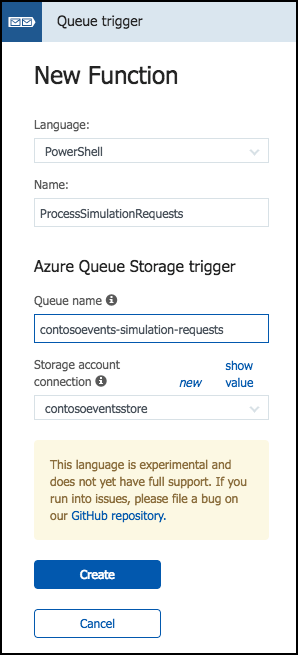 Queue trigger
New Function
Language:
PowerShell
Name:
ProcessSimulationRequests
Azure Queue Storage trigger
Queue name
contosoevents-simulation-requests
Storage account
connection new show
value
contosoeventsstore
This language is experimental and
does not yet have full support. If you
run into issues, please file a bug on
our GitHub repository.
Create
Cancel